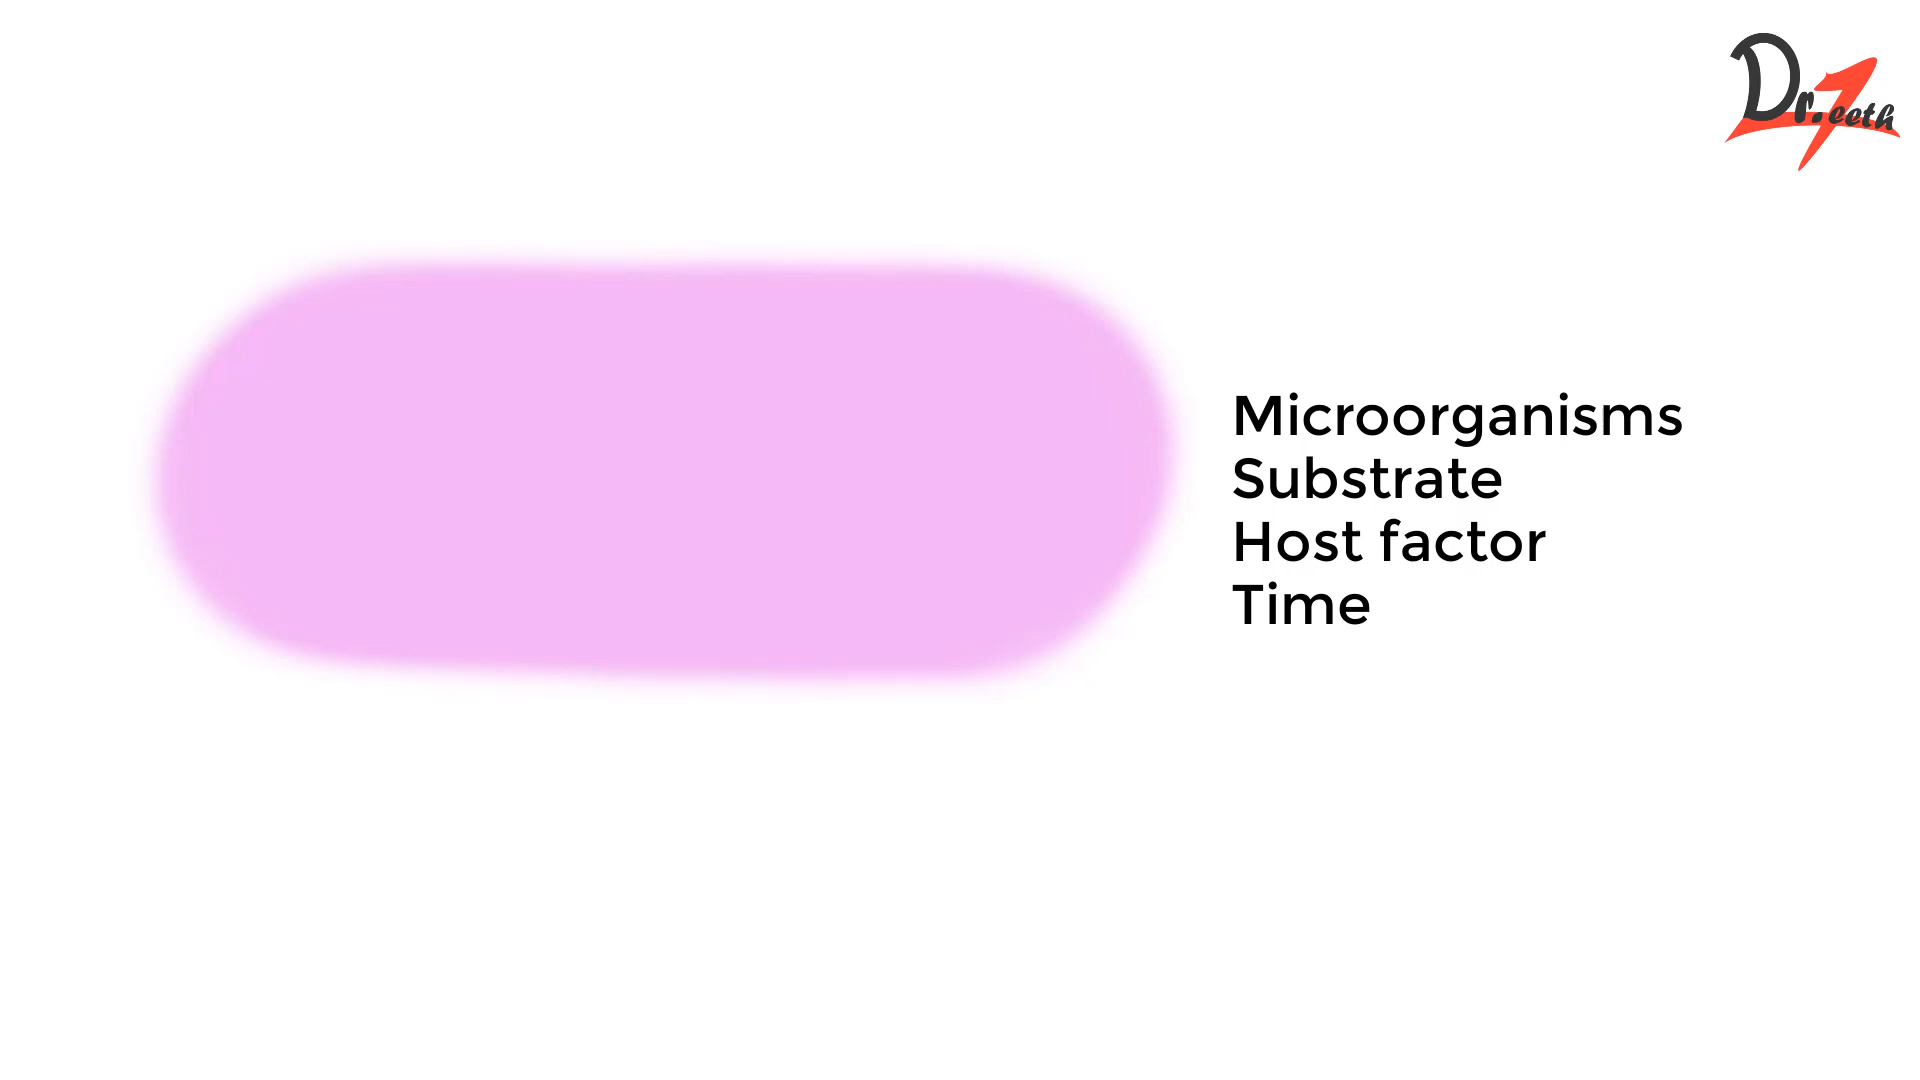 Dr. Teeth
Microorganisms
Substrate
Host factor
Time